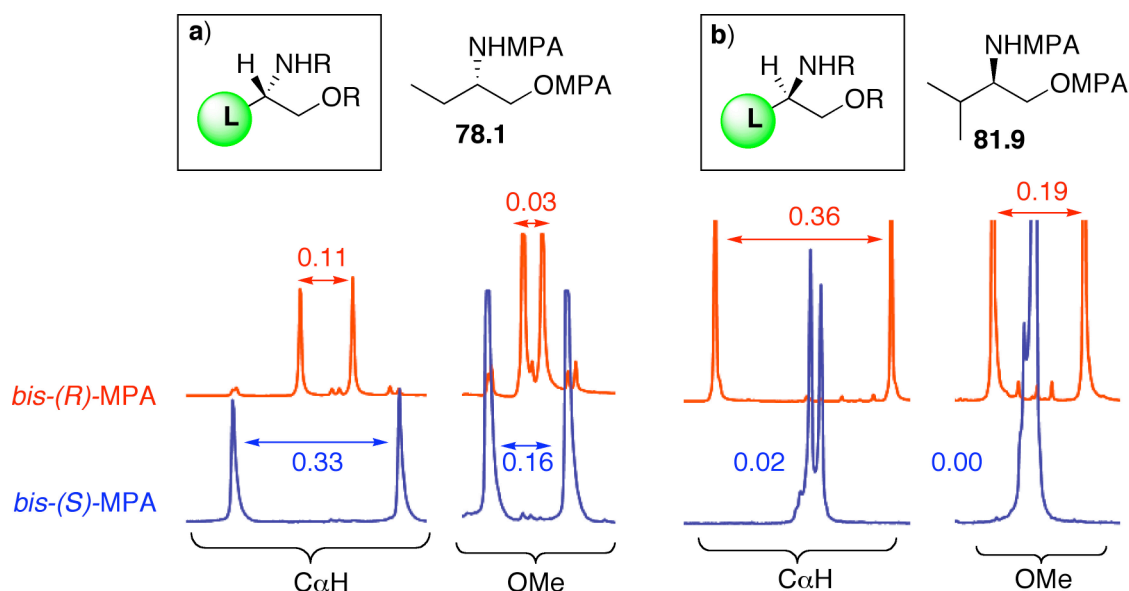 a)
H
NHR
OR
L
NHMPA
OMPA
78.1
b)
H
NHR
OR
L
NHMPA
OMPA
81.9
0.03
0.11
0.36
0.19
bis-(R)-MPA
0.33
0.16
0.02
0.00
bis-(S)-MPA
CαH
OMe
CαH
OMe